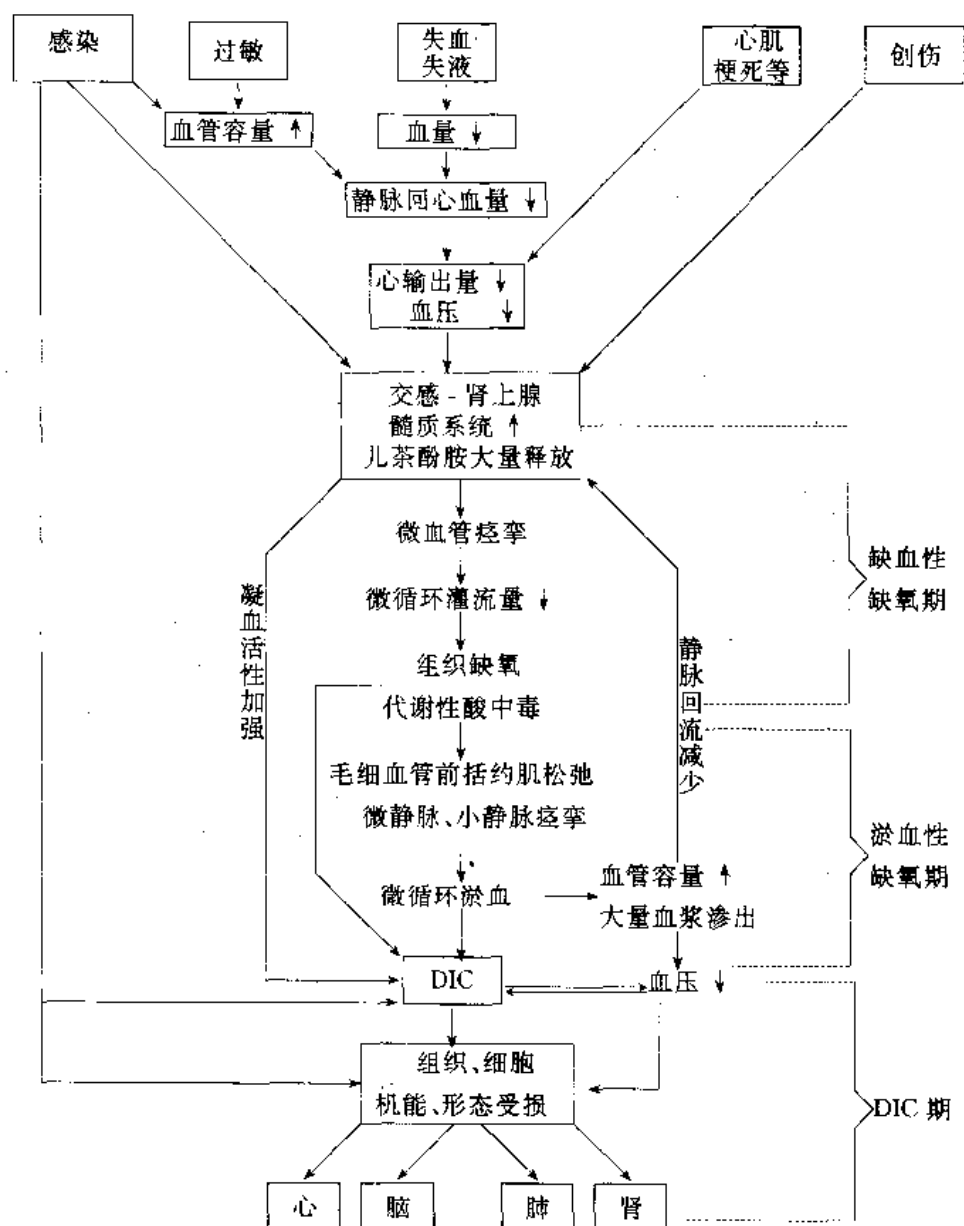 感染
过敏
失血
失液
心肌
梗死等
创伤
血管容量 ↑
血量 ↓
静脉回心血量 ↓
心输出量 ↓
血压 ↓
交感-肾上腺
髓质系统 ↑
儿茶酚胺大量释放
微血管痉挛
微循环灌流量 ↓
组织缺氧
代谢性酸中毒
毛细血管前括约肌松弛
微静脉、小静脉痉挛
微循环淤血
凝血活性加强
静脉回流减少
血管容量 ↑
大量血浆渗出
血压 ↓
DIC
组织、细胞
机能、形态受损
心
脑
肺
肾
缺血性
缺氧期
淤血性
缺氧期
DIC 期